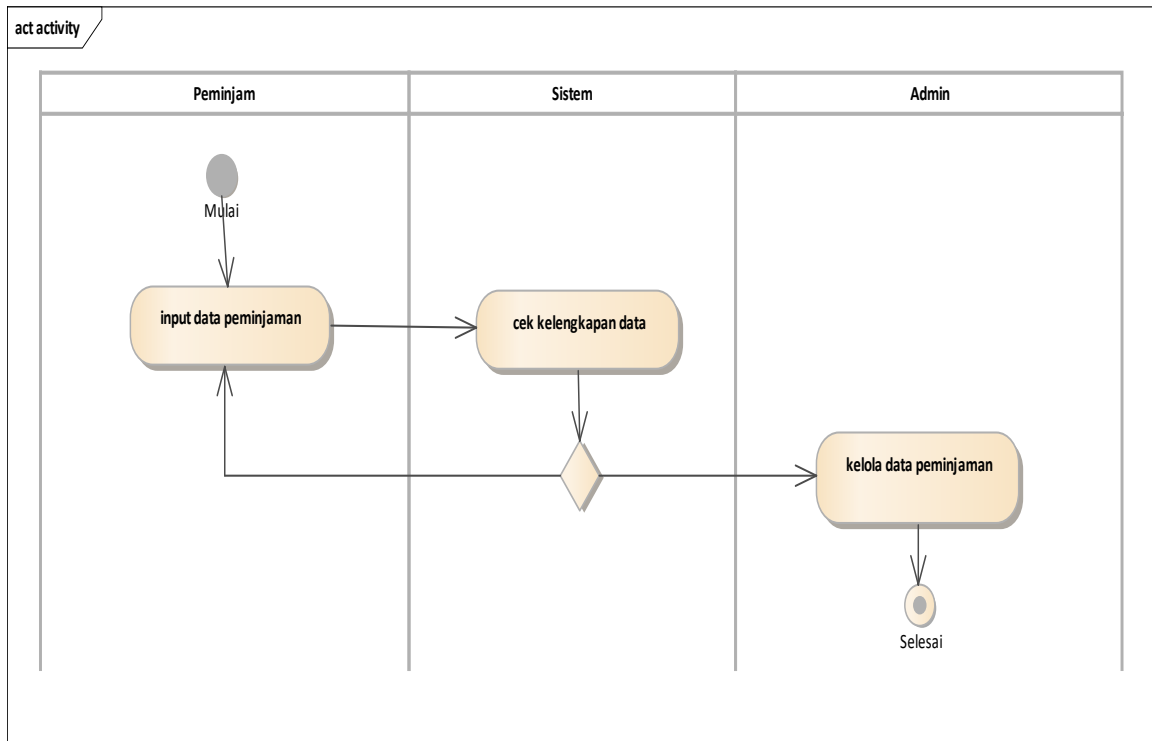 act activity
Peminjam
Sistem
Admin
Mulai
input data peminjaman
cek kelengkapan data
kelola data peminjaman
Selesai